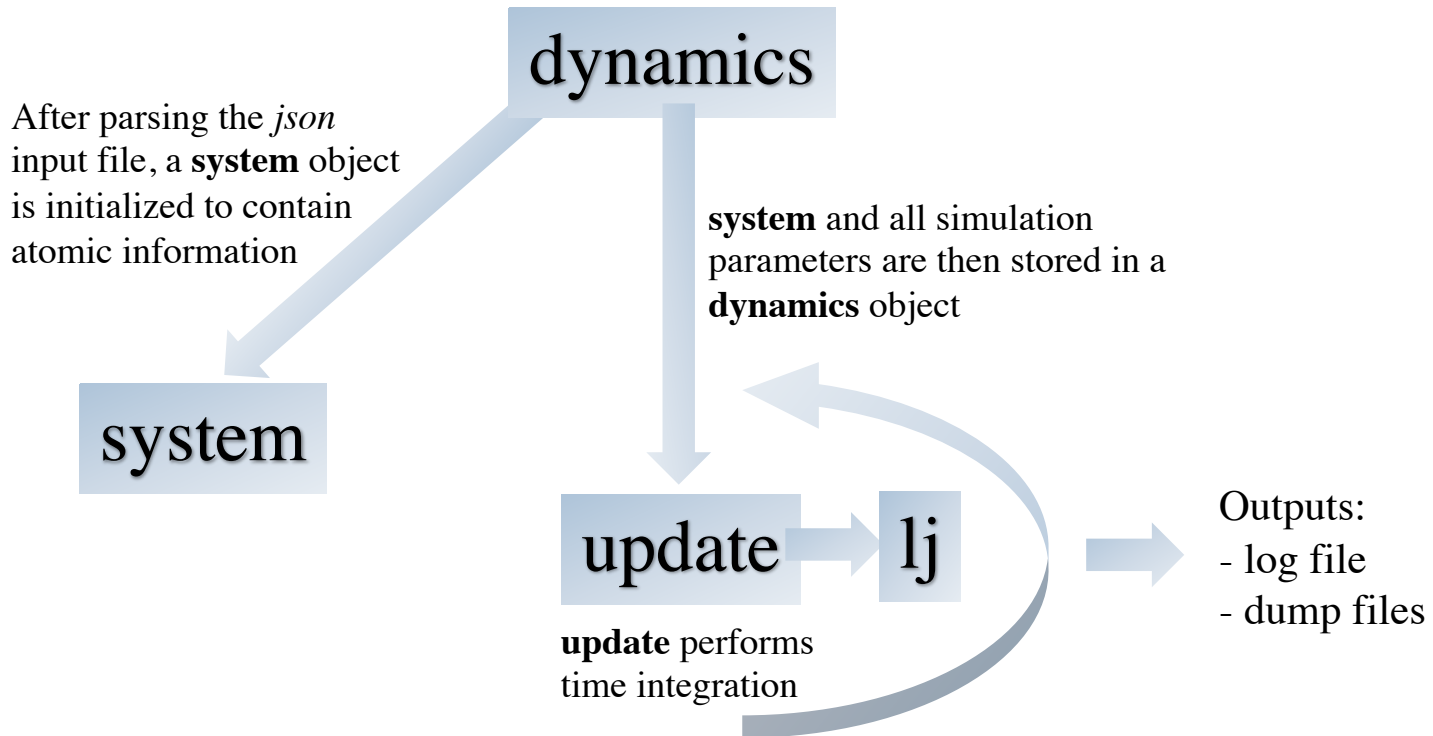 dynamics
After parsing the json
input file, a system object
is initialized to contain
atomic information
system and all simulation
parameters are then stored in a
dynamics object
system
update
lj
update performs
time integration
Outputs:
- log file
- dump files